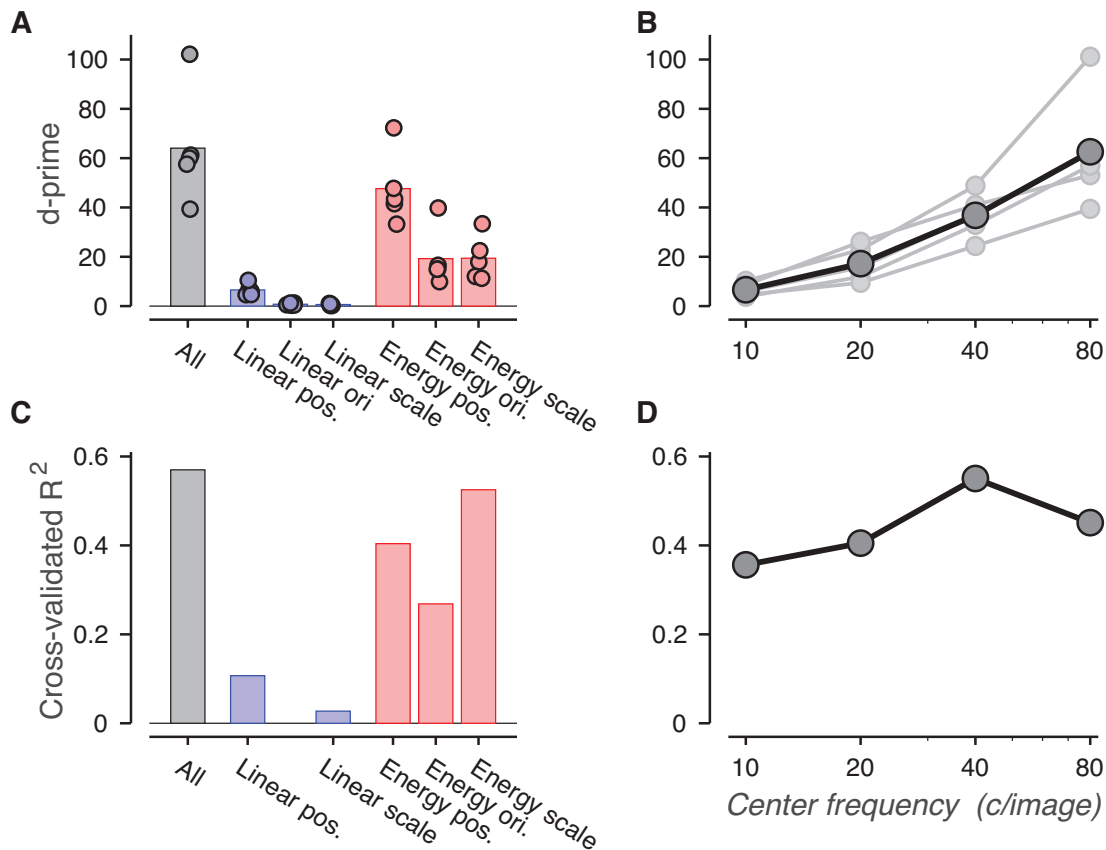 A
d-prime
100
80
60
40
20
0
All
Linear pos.
Linear ori
Linear scale
Energy pos.
Energy ori.
Energy scale
B
100
80
60
40
20
0
10 20 40 80
C
Cross-validated R²
0.6
0.4
0.2
0
All
Linear pos.
Linear scale
Energy pos.
Energy ori.
Energy scale
D
0.6
0.4
0.2
0
10 20 40 80
Center frequency (c/image)